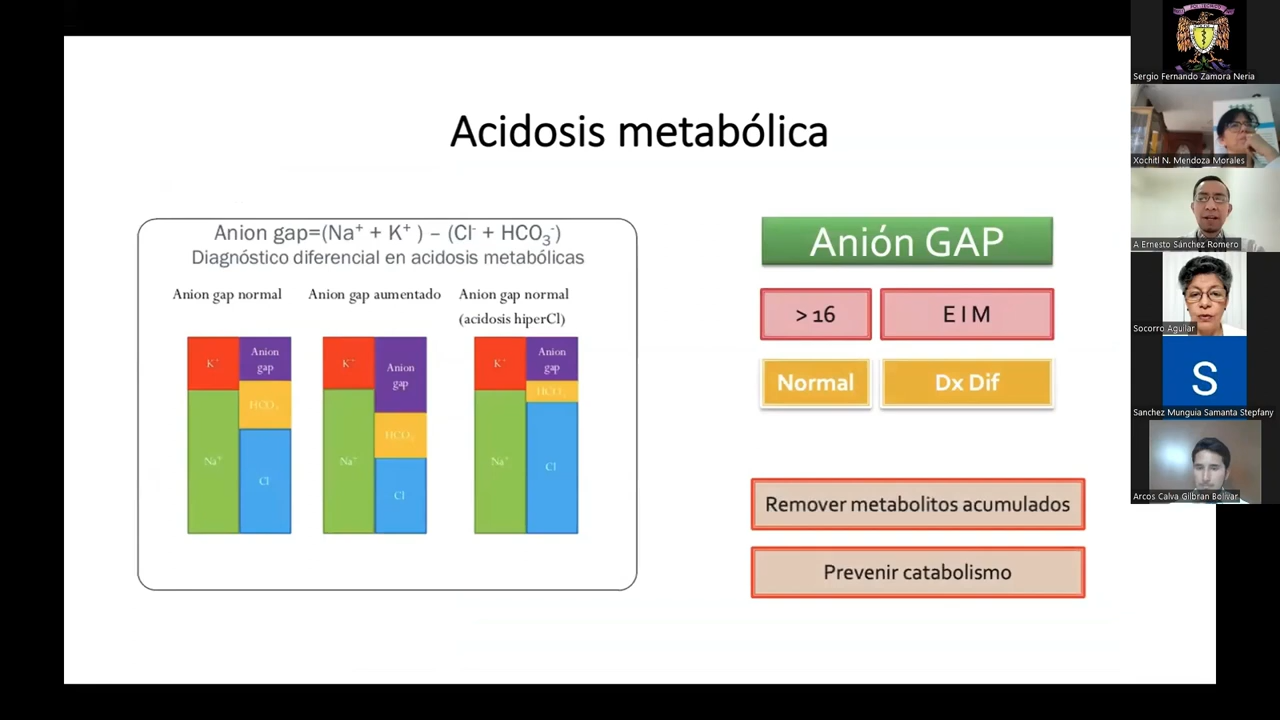 Acidosis metabólica
Anion gap=(Na⁺ + K⁺ ) – (Cl⁻ + HCO₃⁻)
Diagnóstico diferencial en acidosis metabólicas
Anion gap normal
Anion gap aumentado
Anion gap normal
(acidosis hiperCl)
K⁺
Anion
gap
HCO₃
Na⁺
Cl
K⁺
Anion
gap
HCO₃
Na⁺
Cl
K⁺
Anion
gap
HCO₃
Na⁺
Cl
Anión GAP
> 16
E I M
Normal
Dx Dif
Remover metabolitos acumulados
Prevenir catabolismo
Sergio Fernando Zamora Neria
Xochitl N. Mendoza Morales
A Ernesto Sánchez Romero
Socorro Aguilar
S
Sanchez Munguia Samanta Stepfany
Arcos Calva Gilbran Bolivar